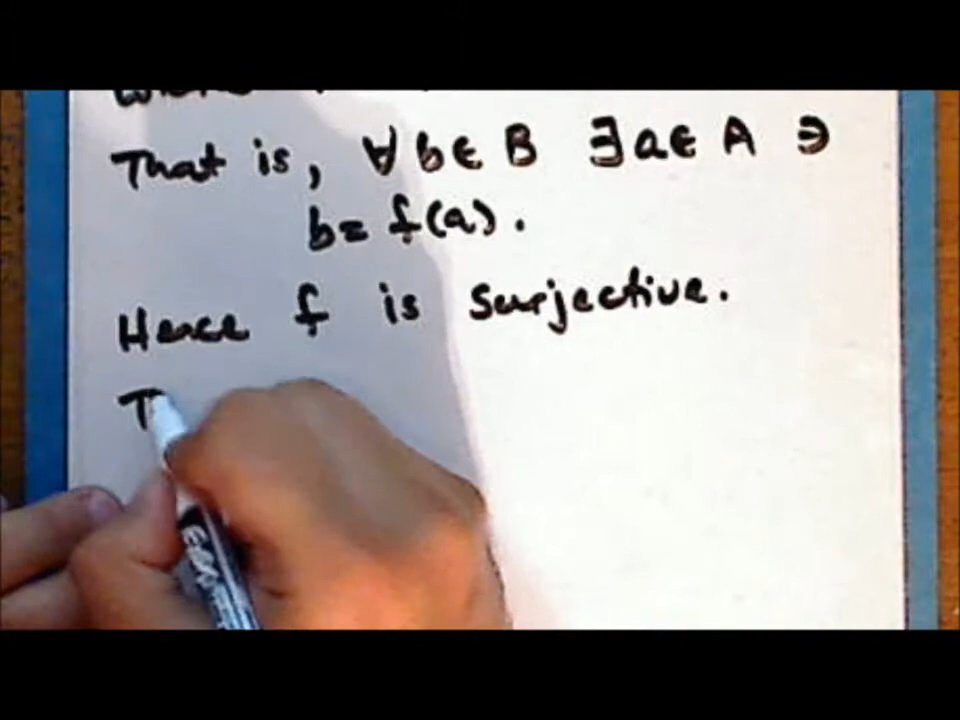 That is, ∀ b ∈ B ∃ a ∈ A ∋
b = f(a).
Hence f is surjective.
T